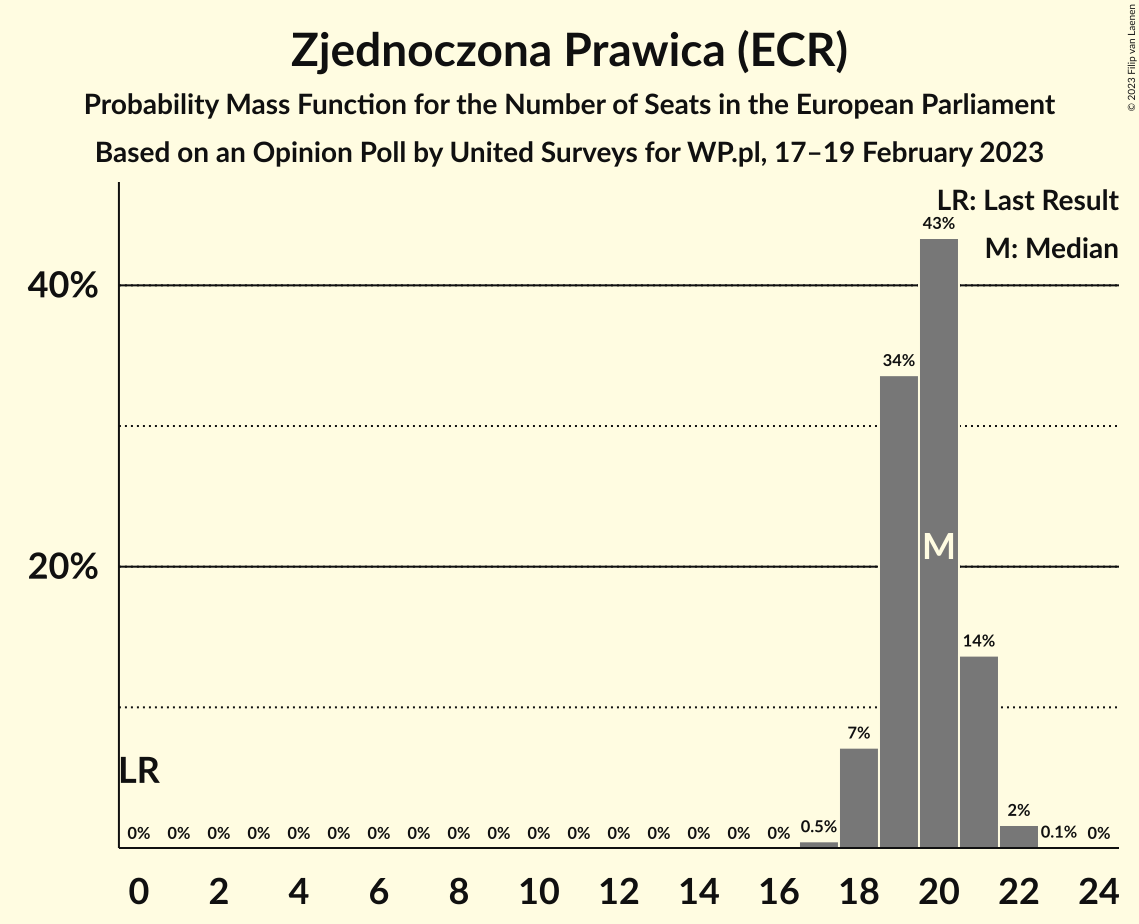 Zjednoczona Prawica (ECR)
Probability Mass Function for the Number of Seats in the European Parliament
Based on an Opinion Poll by United Surveys for WP.pl, 17–19 February 2023
© 2023 Filip van Laenen
LR: Last Result
43%
M: Median
40%
34%
M
20%
14%
7%
LR
2%
0% 0% 0% 0% 0% 0% 0% 0% 0% 0% 0% 0% 0% 0% 0% 0% 0% 0.5% 0.1% 0%
0 2 4 6 8 10 12 14 16 18 20 22 24